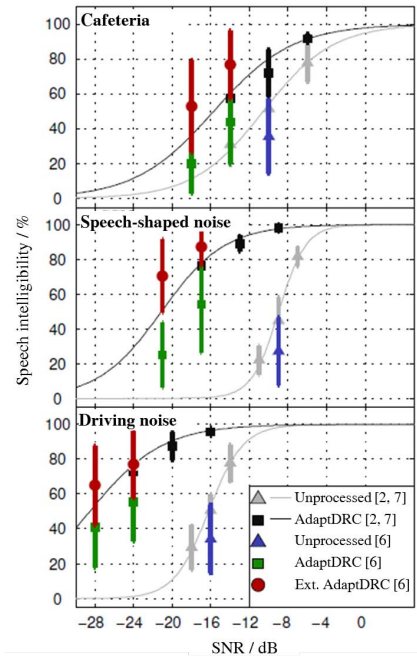 Cafeteria
100
80
60
40
20
0
Speech-shaped noise
100
80
60
40
20
0
Driving noise
100
80
60
40
20
0
Speech intelligibility / %
Unprocessed [2, 7]
AdaptDRC [2, 7]
Unprocessed [6]
AdaptDRC [6]
Ext. AdaptDRC [6]
−28 −24 −20 −16 −12 −8 −4 0
SNR / dB